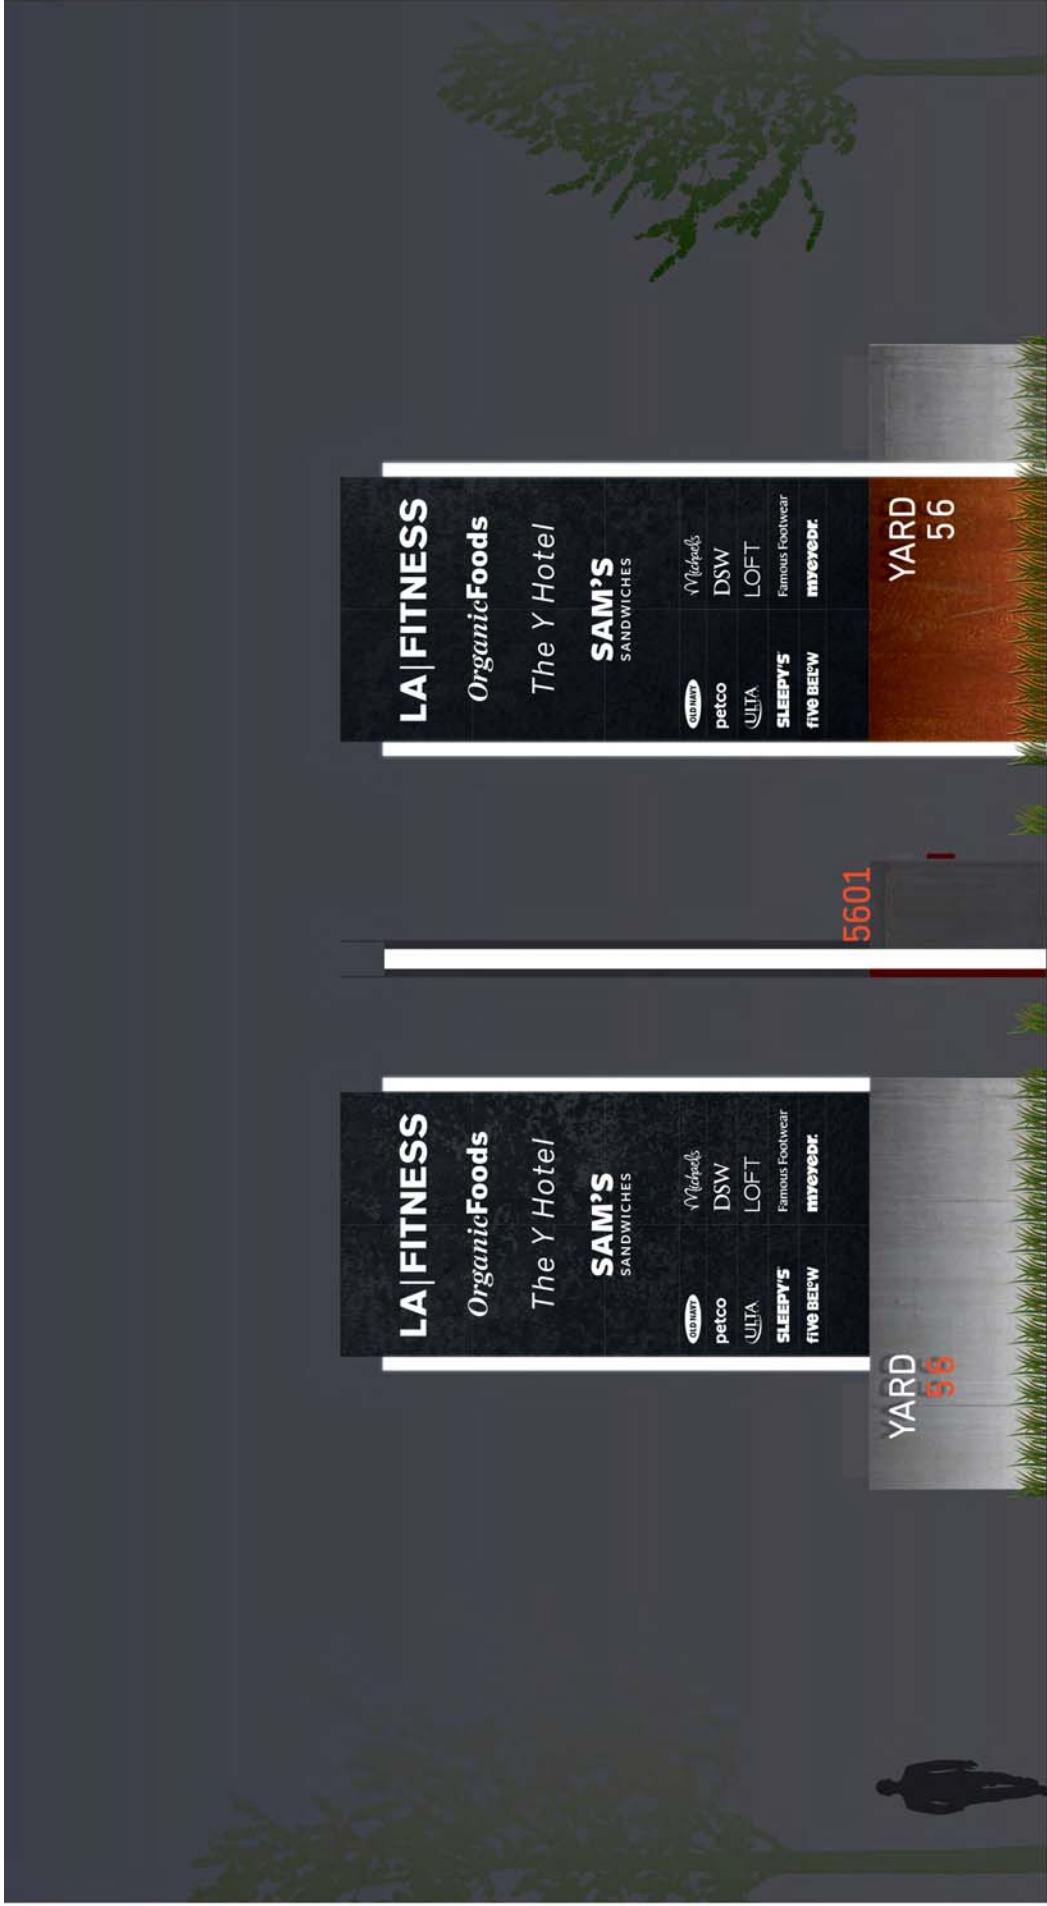 LA|FITNESS
OrganicFoods
The Y Hotel
SAM'S
SANDWICHES
OLD NAVY Michaels
petco DSW
ULTA LOFT
SLEEPY'S Famous Footwear
five BELºW myeyedr.
YARD
56
5601
LA|FITNESS
OrganicFoods
The Y Hotel
SAM'S
SANDWICHES
OLD NAVY Michaels
petco DSW
ULTA LOFT
SLEEPY'S Famous Footwear
five BELºW myeyedr.
YARD
56